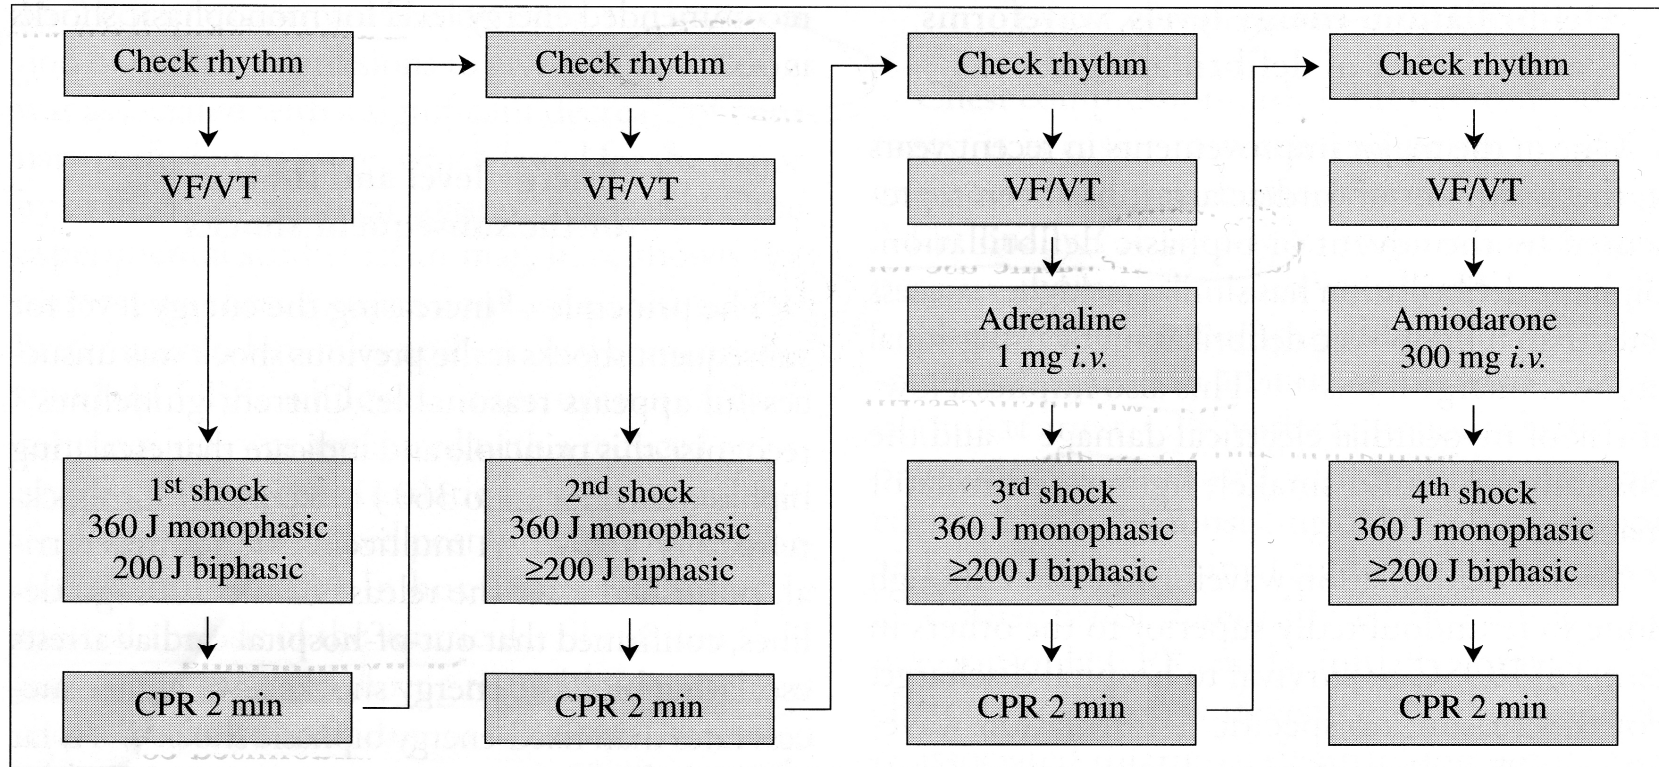 Check rhythm
VF/VT
1st shock
360 J monophasic
200 J biphasic
CPR 2 min
Check rhythm
VF/VT
2nd shock
360 J monophasic
≥200 J biphasic
CPR 2 min
Check rhythm
VF/VT
Adrenaline
1 mg i.v.
3rd shock
360 J monophasic
≥200 J biphasic
CPR 2 min
Check rhythm
VF/VT
Amiodarone
300 mg i.v.
4th shock
360 J monophasic
≥200 J biphasic
CPR 2 min